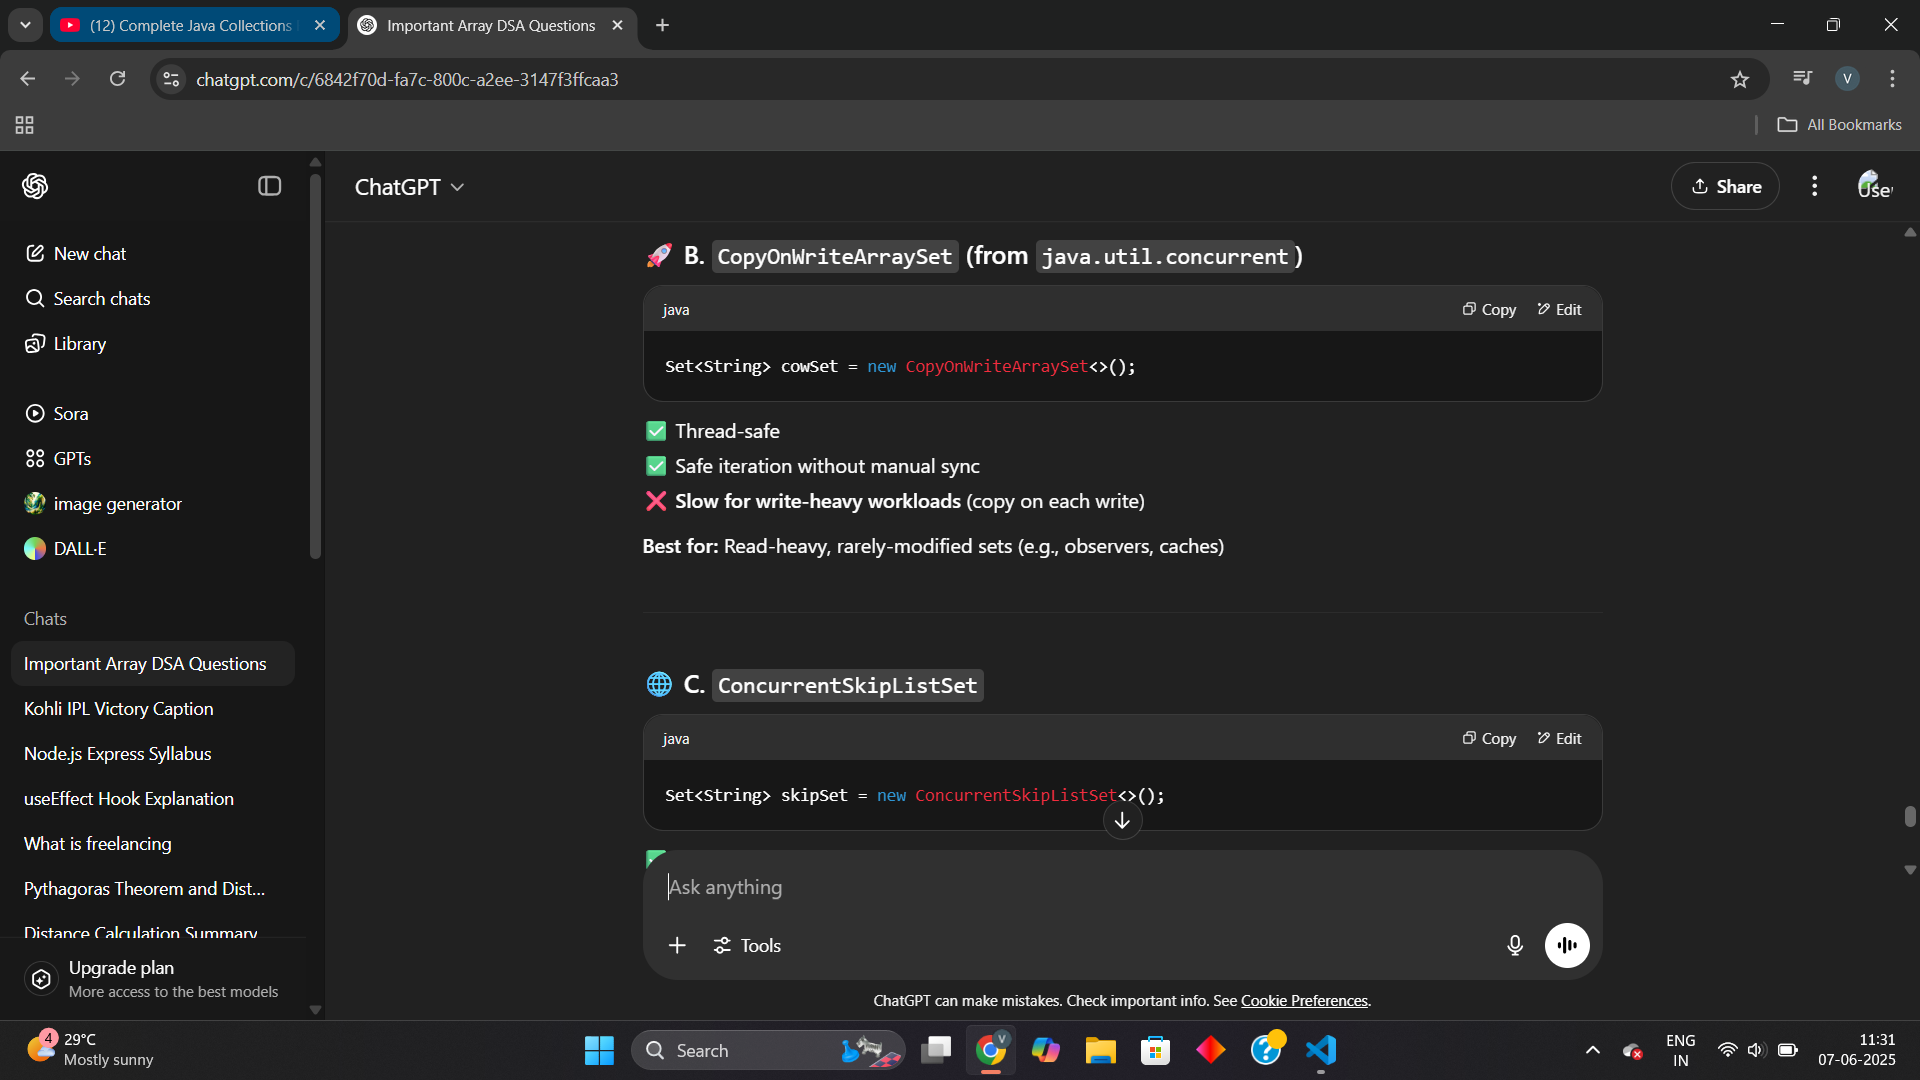 (12) Complete Java Collections
Important Array DSA Questions
chatgpt.com/c/6842f70d-fa7c-800c-a2ee-3147f3ffcaa3
V
All Bookmarks
ChatGPT
Share
Use
New chat
Search chats
Library
Sora
GPTs
image generator
DALL·E
Chats
Important Array DSA Questions
Kohli IPL Victory Caption
Node.js Express Syllabus
useEffect Hook Explanation
What is freelancing
Pythagoras Theorem and Dist...
Distance Calculation Summary
Upgrade plan
More access to the best models
🚀 B. CopyOnWriteArraySet (from java.util.concurrent)
java
Copy
Edit
Set<String> cowSet = new CopyOnWriteArraySet<>();
✅ Thread-safe
✅ Safe iteration without manual sync
❌ Slow for write-heavy workloads (copy on each write)
Best for: Read-heavy, rarely-modified sets (e.g., observers, caches)
🌐 C. ConcurrentSkipListSet
java
Copy
Edit
Set<String> skipSet = new ConcurrentSkipListSet<>();
Ask anything
Tools
ChatGPT can make mistakes. Check important info. See Cookie Preferences.
4
29°C
Mostly sunny
Search
V
ENG
IN
11:31
07-06-2025